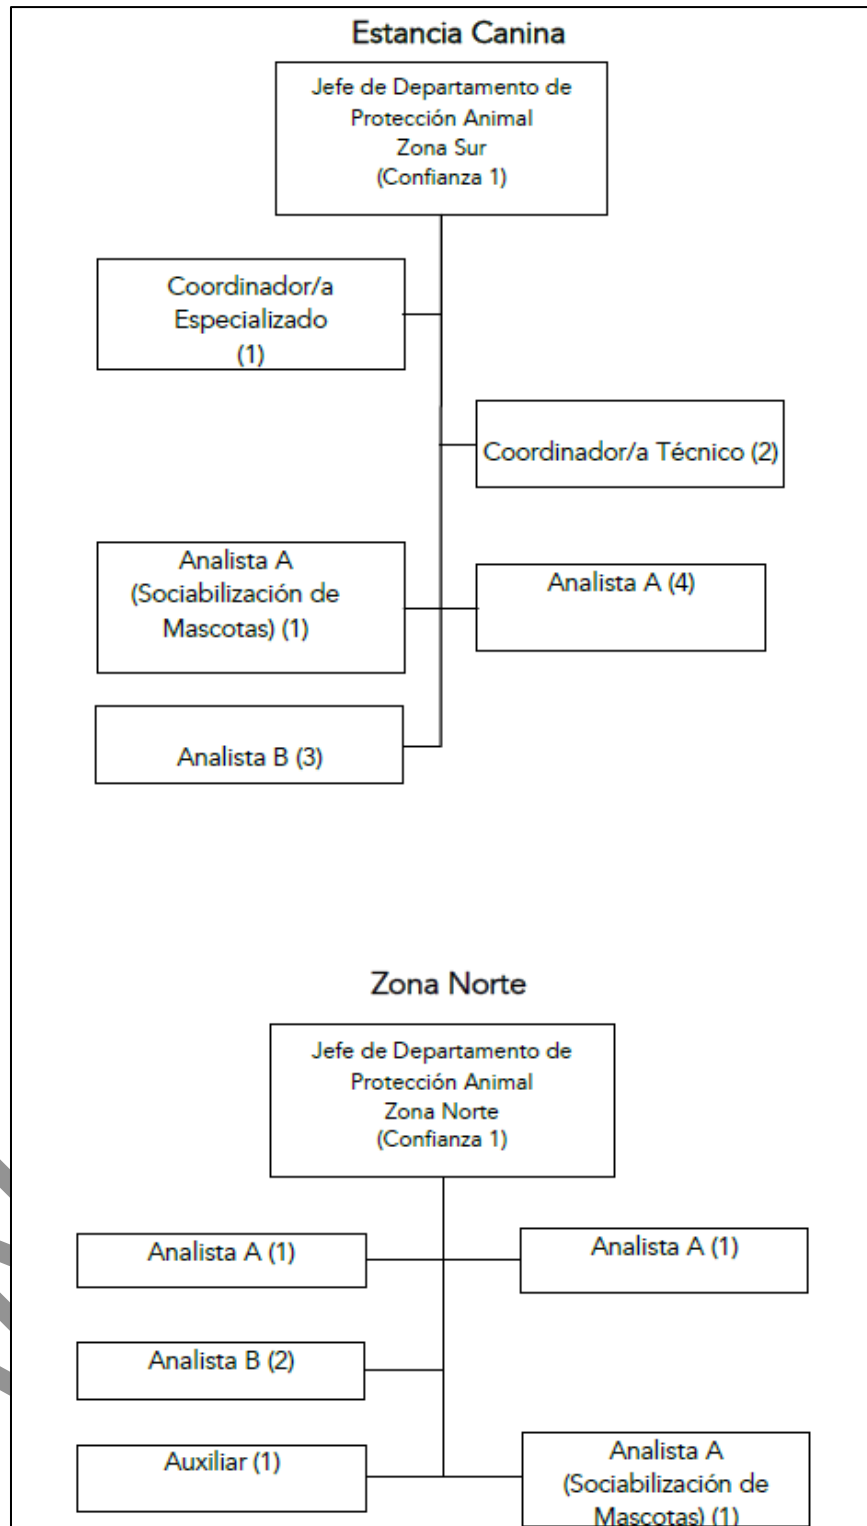 Estancia Canina
Jefe de Departamento de
Protección Animal
Zona Sur
(Confianza 1)
Coordinador/a
Especializado
(1)
Coordinador/a Técnico (2)
Analista A
(Sociabilización de
Mascotas) (1)
Analista A (4)
Analista B (3)
Zona Norte
Jefe de Departamento de
Protección Animal
Zona Norte
(Confianza 1)
Analista A (1)
Analista A (1)
Analista B (2)
Auxiliar (1)
Analista A
(Sociabilización de
Mascotas) (1)